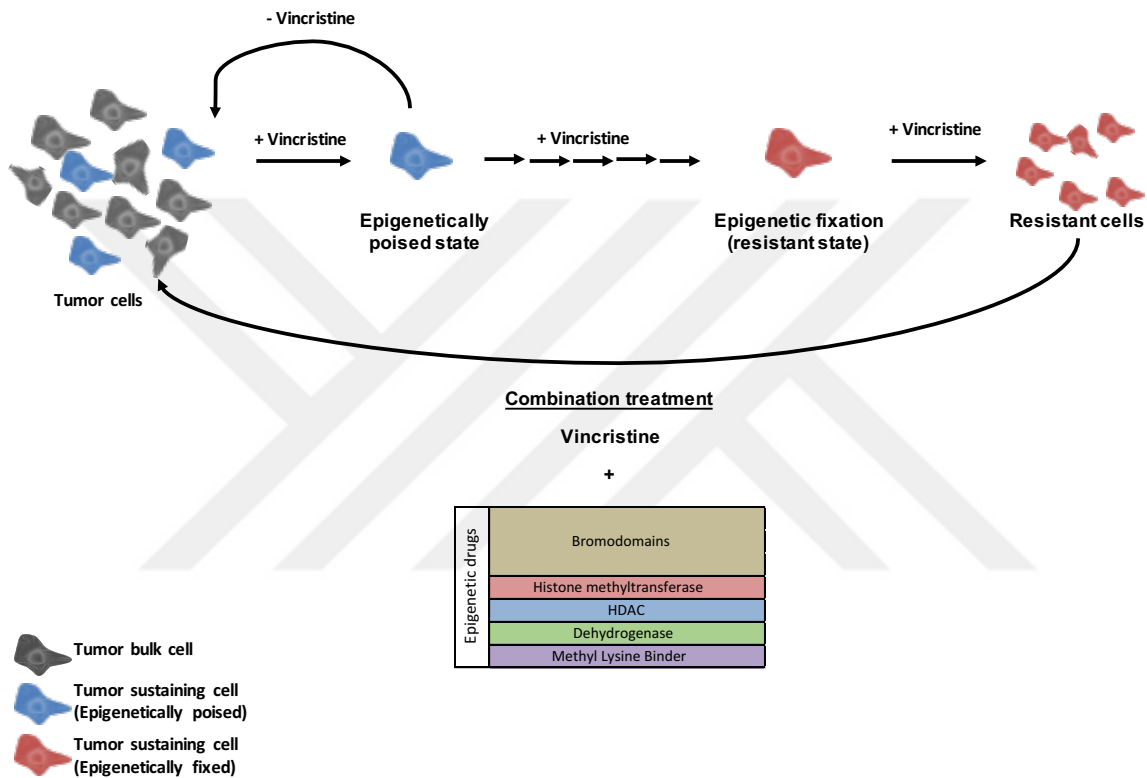 - Vincristine
+ Vincristine
+ Vincristine
+ Vincristine
Epigenetically
poised state
Epigenetic fixation
(resistant state)
Resistant cells
Tumor cells
Combination treatment
Vincristine
+
Epigenetic drugs
Bromodomains
Histone methyltransferase
HDAC
Dehydrogenase
Methyl Lysine Binder
Tumor bulk cell
Tumor sustaining cell
(Epigenetically poised)
Tumor sustaining cell
(Epigenetically fixed)